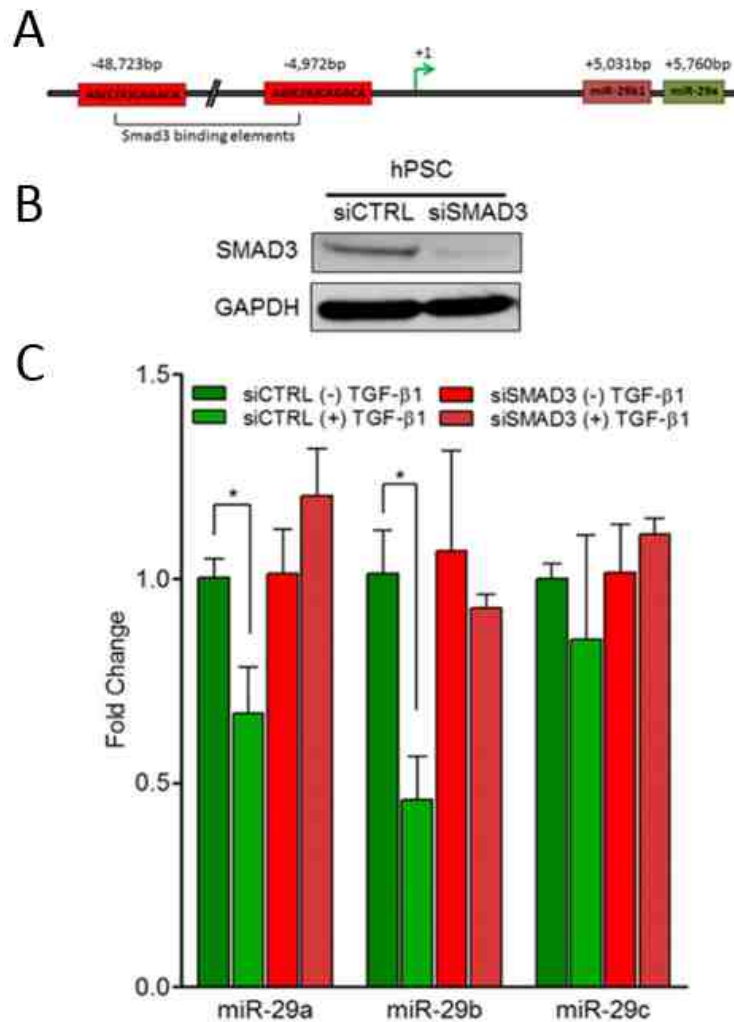 A
-48,723bp -4,972bp +1 +5,031bp +5,760bp
miR-29b1 miR-29a
Smad3 binding elements
B
hPSC
siCTRL siSMAD3
SMAD3
GAPDH
C
siCTRL (-) TGF-β1 siSMAD3 (-) TGF-β1
siCTRL (+) TGF-β1 siSMAD3 (+) TGF-β1
1.5
* *
1.0
Fold Change
0.5
0.0
miR-29a miR-29b miR-29c